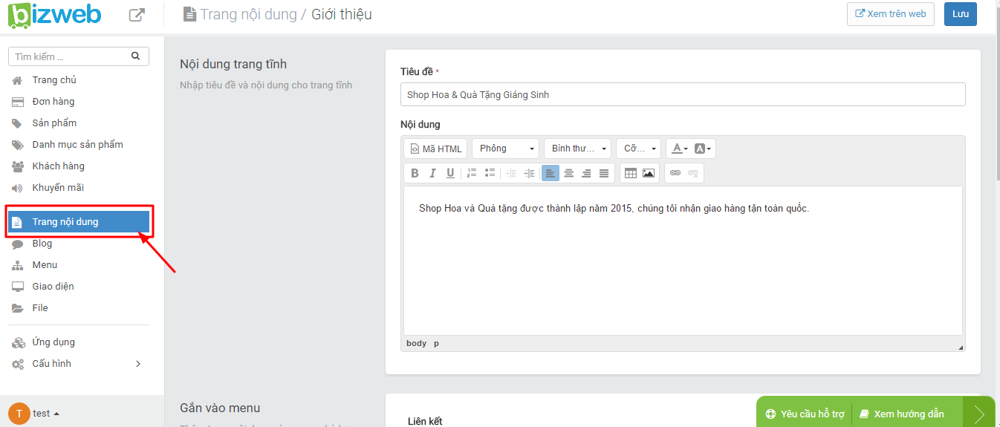 bizweb
Trang nội dung / Giới thiệu
Xem trên web
Lưu
Tìm kiếm ...
Trang chủ
Đơn hàng
Sản phẩm
Danh mục sản phẩm
Khách hàng
Khuyến mãi
Trang nội dung
Blog
Menu
Giao diện
File
Ứng dụng
Cấu hình
T test
Nội dung trang tĩnh
Nhập tiêu đề và nội dung cho trang tĩnh
Tiêu đề *
Shop Hoa & Quà Tặng Giáng Sinh
Nội dung
Mã HTML Phông Bình thư... Cỡ... A A
B I U
Shop Hoa và Quà tặng được thành lập năm 2015, chúng tôi nhận giao hàng tận toàn quốc.
body p
Gắn vào menu
Liên kết
Yêu cầu hỗ trợ Xem hướng dẫn